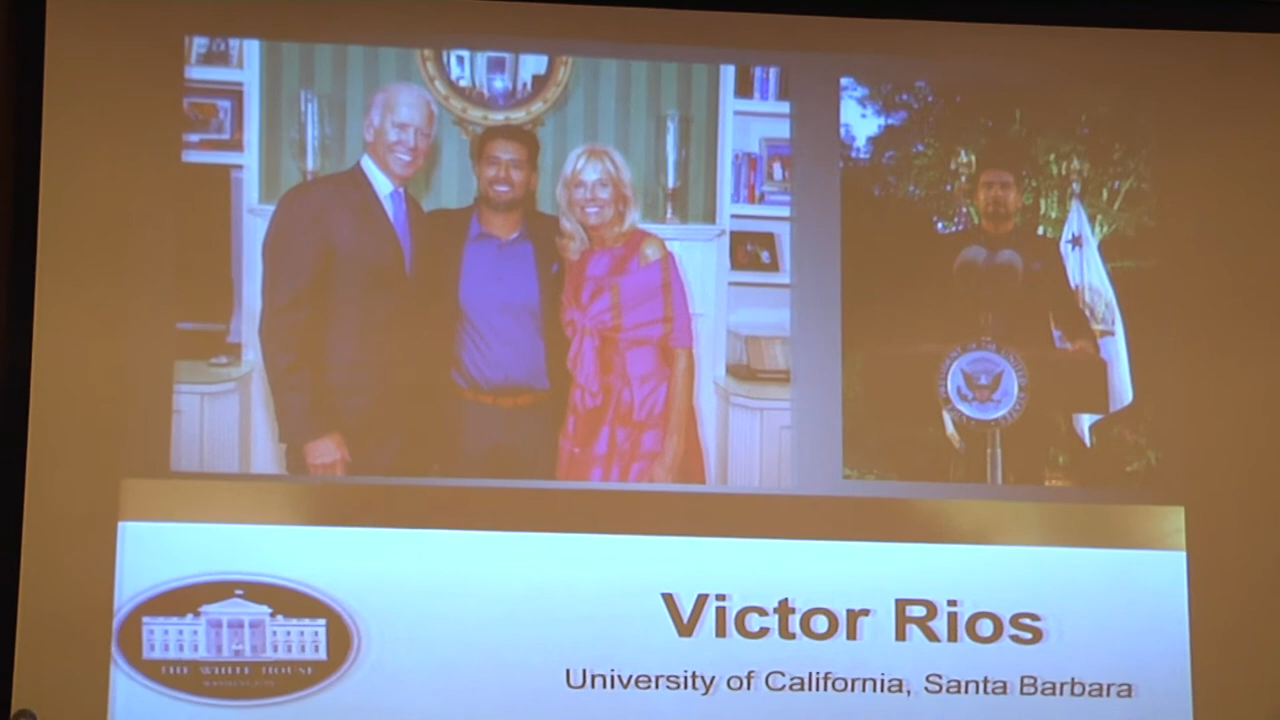 THE WHITE HOUSE
Victor Rios
University of California, Santa Barbara